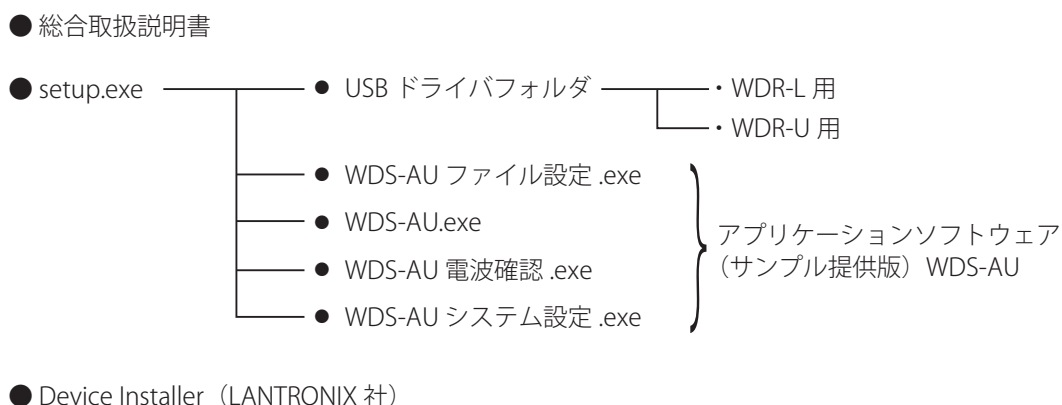 ● 総合取扱説明書
● setup.exe
● USB ドライバフォルダ
・WDR-L 用
・WDR-U 用
● WDS-AU ファイル設定 .exe
● WDS-AU.exe
● WDS-AU 電波確認 .exe
● WDS-AU システム設定 .exe
アプリケーションソフトウェア
（サンプル提供版）WDS-AU
● Device Installer（LANTRONIX 社）